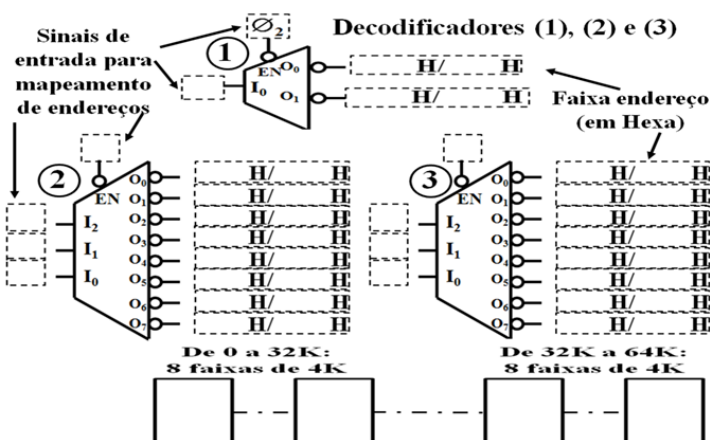 Sinais de
entrada para
mapeamento
de endereços
Ø2
1
EN
I0
O0
O1
Decodificadores (1), (2) e (3)
H/ H
H/ H
Faixa endereço
(em Hexa)
2
EN
I2
I1
I0
O0
O1
O2
O3
O4
O5
O6
O7
H/ H
H/ H
H/ H
H/ H
H/ H
H/ H
H/ H
H/ H
De 0 a 32K:
8 faixas de 4K
3
EN
I2
I1
I0
O0
O1
O2
O3
O4
O5
O6
O7
H/ H
H/ H
H/ H
H/ H
H/ H
H/ H
H/ H
H/ H
De 32K a 64K:
8 faixas de 4K